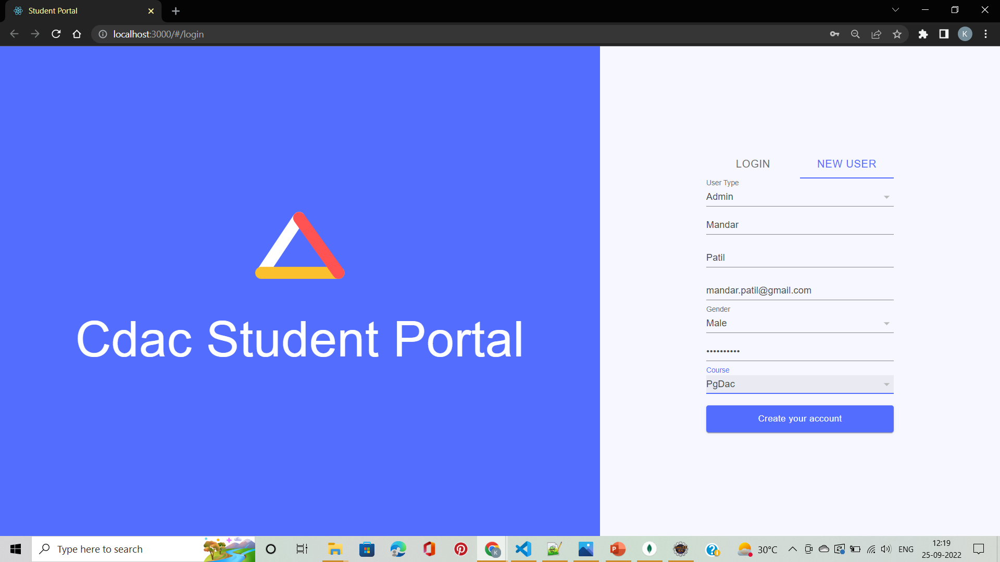 Student Portal
localhost:3000/#/login
K
Cdac Student Portal
LOGIN
NEW USER
User Type
Admin
Mandar
Patil
mandar.patil@gmail.com
Gender
Male
••••••••••
Course
PgDac
Create your account
Type here to search
30°C
ENG
12:19
25-09-2022